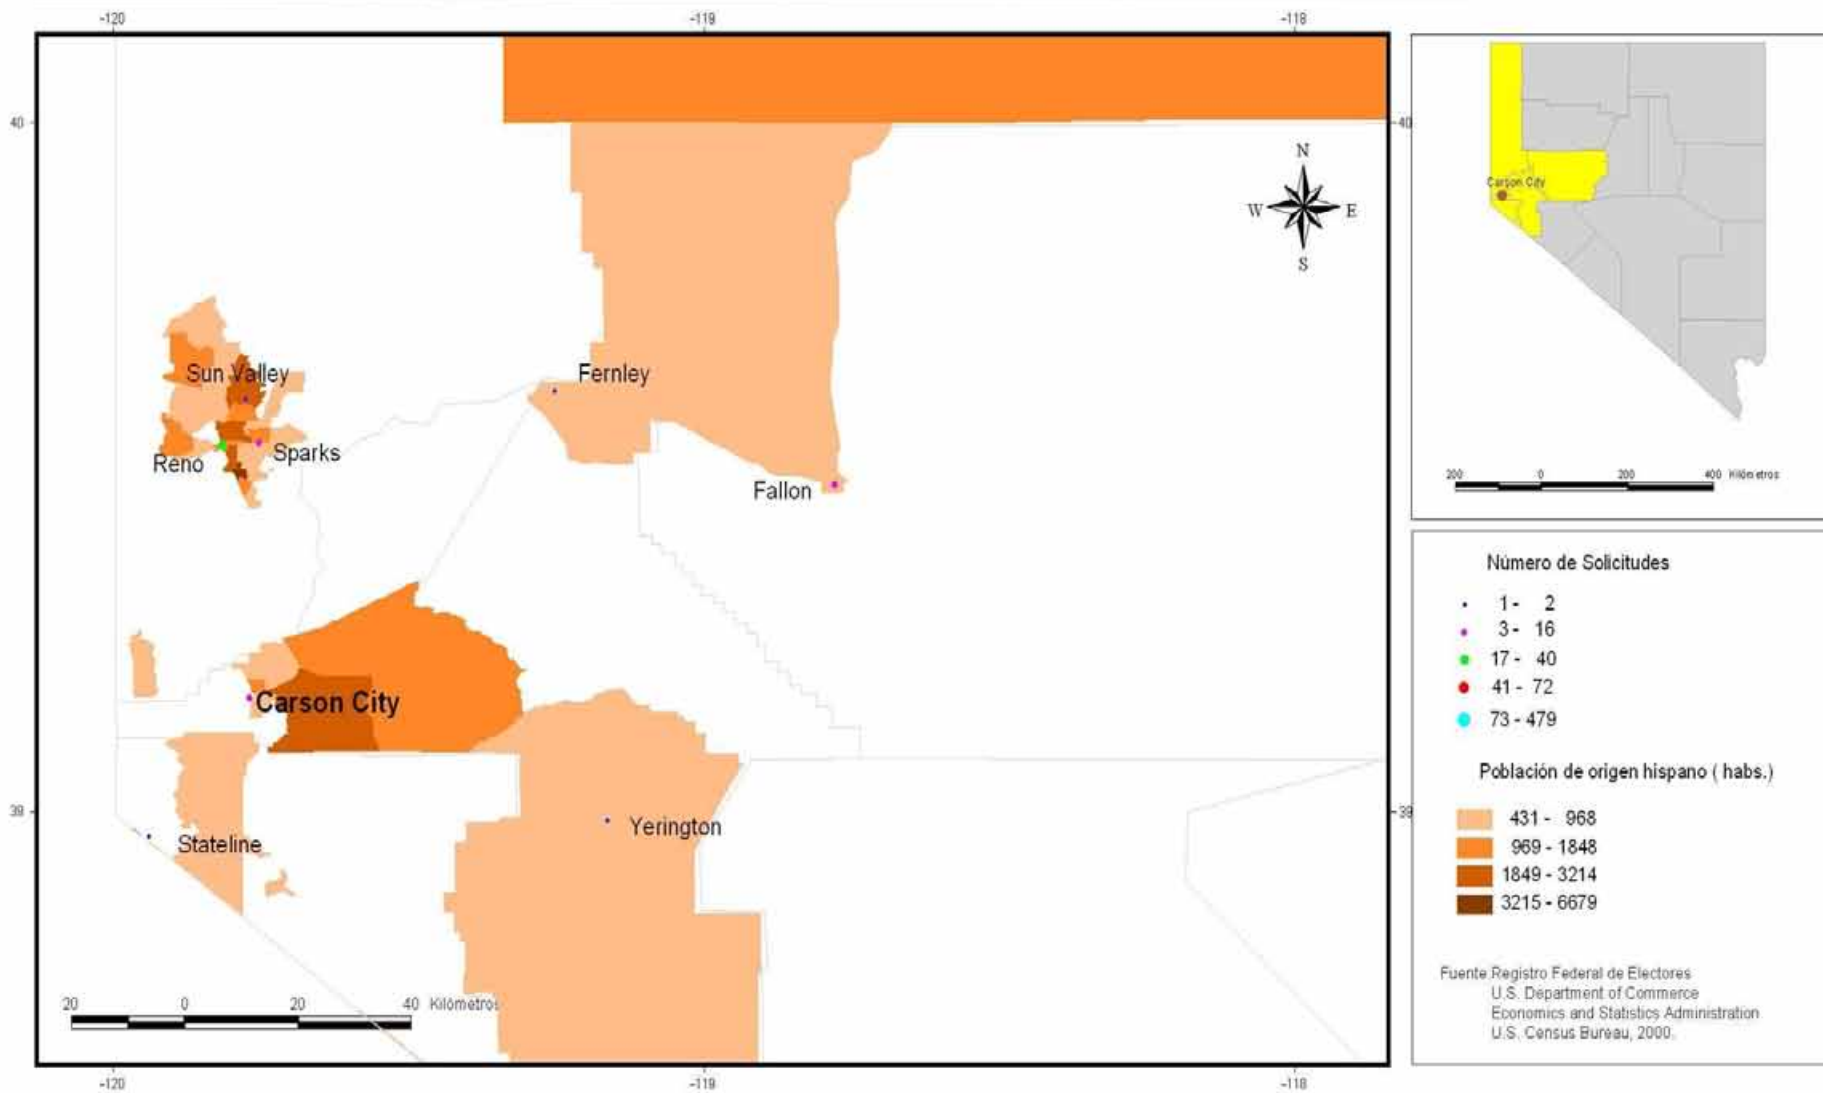 -120 -119 -118
40 40
N
W E
S
Sun Valley
Fernley
Reno
Sparks
Fallon
Carson City
39 39
Stateline
Yerington
20 0 20 40 Kilómetros
-120 -119 -118
Carson City
200 0 200 400 Kilómetros
Número de Solicitudes
1 - 2
3 - 16
17 - 40
41 - 72
73 - 479
Población de origen hispano ( habs.)
431 - 968
969 - 1848
1849 - 3214
3215 - 6679
Fuente Registro Federal de Electores
U.S. Department of Commerce
Economics and Statistics Administration
U.S. Census Bureau, 2000.